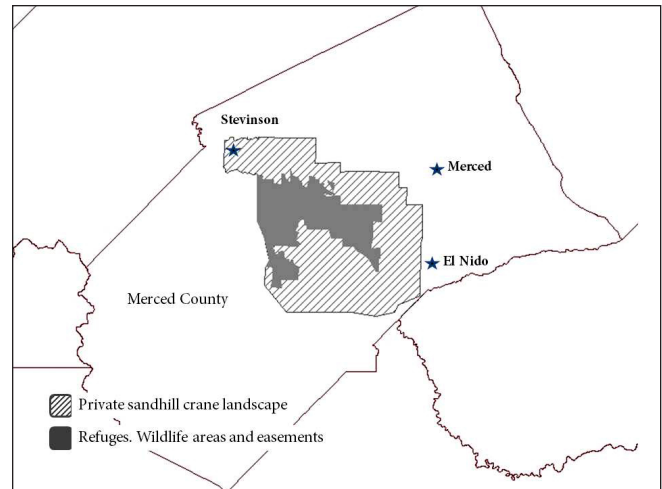 Stevinson
Merced
El Nido
Merced County
Private sandhill crane landscape
Refuges. Wildlife areas and easements